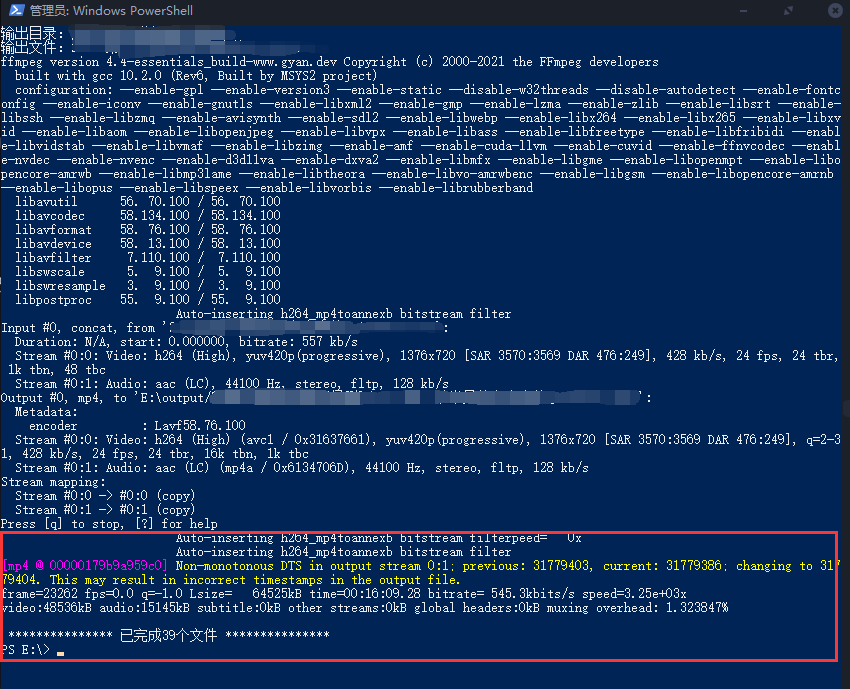 管理员: Windows PowerShell
输出目录:
输出文件:
ffmpeg version 4.4-essentials_build-www.gyan.dev Copyright (c) 2000-2021 the FFmpeg developers
built with gcc 10.2.0 (Rev6, Built by MSYS2 project)
configuration: --enable-gpl --enable-version3 --enable-static --disable-w32threads --disable-autodetect --enable-fontc
onfig --enable-iconv --enable-gnutls --enable-libxml2 --enable-gmp --enable-lzma --enable-zlib --enable-libsrt --enable-
libssh --enable-libzmq --enable-avisynth --enable-sdl2 --enable-libwebp --enable-libx264 --enable-libx265 --enable-libxv
id --enable-libaom --enable-libopenjpeg --enable-libvpx --enable-libass --enable-libfreetype --enable-libfribidi --enabl
e-libvidstab --enable-libvmaf --enable-libzimg --enable-amf --enable-cuda-llvm --enable-cuvid --enable-ffnvcodec --enabl
e-nvdec --enable-nvenc --enable-d3d11va --enable-dxva2 --enable-libmfx --enable-libgme --enable-libopenmpt --enable-libo
pencore-amrwb --enable-libmp3lame --enable-libtheora --enable-libvo-amrwbenc --enable-libgsm --enable-libopencore-amrnb
--enable-libopus --enable-libspeex --enable-libvorbis --enable-librubberband
libavutil 56. 70.100 / 56. 70.100
libavcodec 58.134.100 / 58.134.100
libavformat 58. 76.100 / 58. 76.100
libavdevice 58. 13.100 / 58. 13.100
libavfilter 7.110.100 / 7.110.100
libswscale 5. 9.100 / 5. 9.100
libswresample 3. 9.100 / 3. 9.100
libpostproc 55. 9.100 / 55. 9.100
Auto-inserting h264_mp4toannexb bitstream filter
Input #0, concat, from ':
Duration: N/A, start: 0.000000, bitrate: 557 kb/s
Stream #0:0: Video: h264 (High), yuv420p(progressive), 1376x720 [SAR 3570:3569 DAR 476:249], 428 kb/s, 24 fps, 24 tbr,
1k tbn, 48 tbc
Stream #0:1: Audio: aac (LC), 44100 Hz, stereo, fltp, 128 kb/s
Output #0, mp4, to 'E:\output/':
Metadata:
encoder : Lavf58.76.100
Stream #0:0: Video: h264 (High) (avc1 / 0x31637661), yuv420p(progressive), 1376x720 [SAR 3570:3569 DAR 476:249], q=2-3
1, 428 kb/s, 24 fps, 24 tbr, 16k tbn, 1k tbc
Stream #0:1: Audio: aac (LC) (mp4a / 0x6134706D), 44100 Hz, stereo, fltp, 128 kb/s
Stream mapping:
Stream #0:0 -> #0:0 (copy)
Stream #0:1 -> #0:1 (copy)
Press [q] to stop, [?] for help
Auto-inserting h264_mp4toannexb bitstream filterpeed= 0x
Auto-inserting h264_mp4toannexb bitstream filter
[mp4 @ 00000179b9a959c0] Non-monotonous DTS in output stream 0:1; previous: 31779403, current: 31779386; changing to 317
79404. This may result in incorrect timestamps in the output file.
frame=23262 fps=0.0 q=-1.0 Lsize= 64525kB time=00:16:09.28 bitrate= 545.3kbits/s speed=3.25e+03x
video:48536kB audio:15145kB subtitle:0kB other streams:0kB global headers:0kB muxing overhead: 1.323847%
*************** 已完成39个文件 ***************
PS E:\>